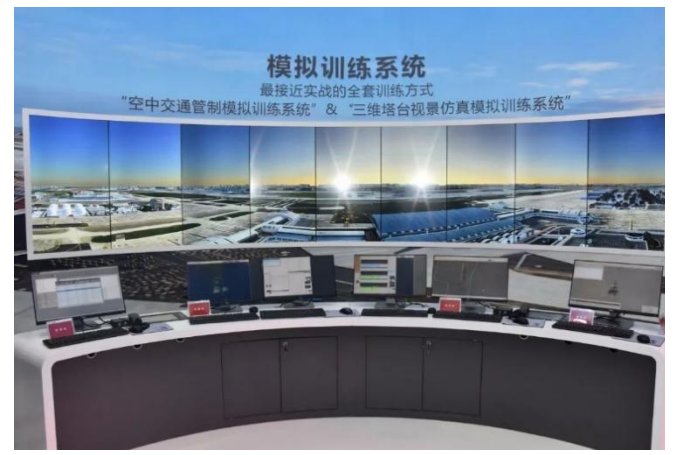 模拟训练系统
最接近实战的全套训练方式
“空中交通管制模拟训练系统” & “三维塔台视景仿真模拟训练系统”